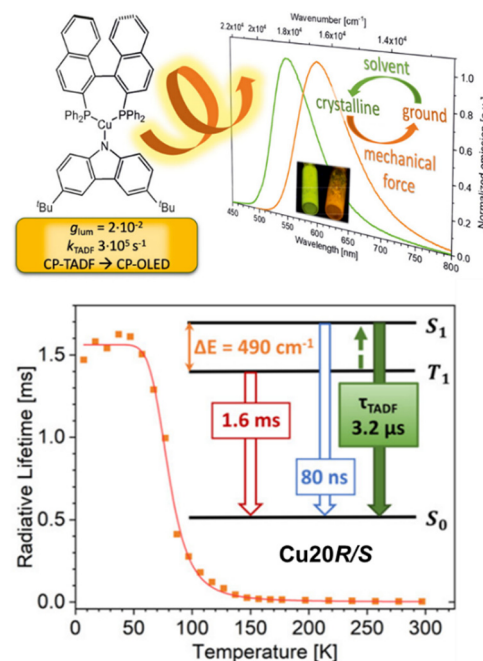 Wavenumber [cm⁻¹]
2.2x10⁴ 1.8x10⁴ 1.6x10⁴ 1.4x10⁴
solvent
crystalline
ground
mechanical
force
Normalized emission [a.u.]
1.0
0.8
0.6
0.4
0.2
0.0
450 500 550 600 650 700 750 800
Wavelength [nm]
Ph₂P PPh₂
Cu
N
ᵗBu ᵗBu
g_lum = 2·10⁻²
k_TADF 3·10⁵ s⁻¹
CP-TADF → CP-OLED
Radiative Lifetime [ms]
1.5
1.0
0.5
0.0
S₁
ΔE = 490 cm⁻¹
T₁
1.6 ms
τ_TADF
3.2 µs
80 ns
S₀
Cu20R/S
0 50 100 150 200 250 300
Temperature [K]